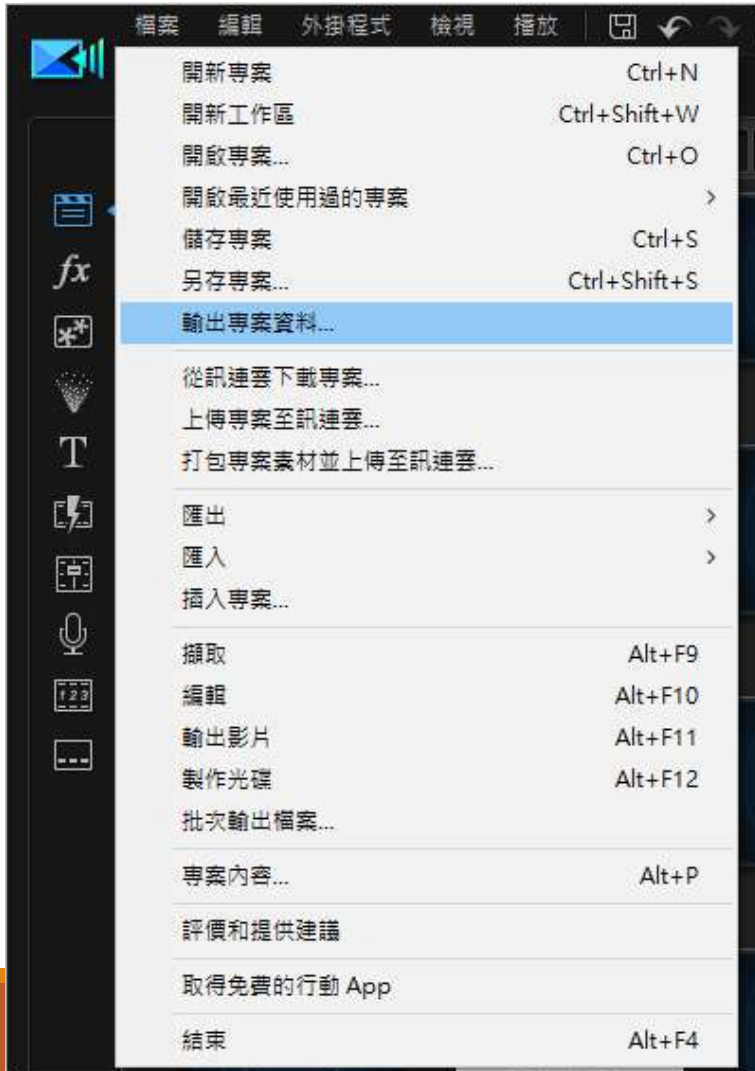 檔案 編輯 外掛程式 檢視 播放
開新專案 Ctrl+N
開新工作區 Ctrl+Shift+W
開啟專案... Ctrl+O
開啟最近使用過的專案 >
儲存專案 Ctrl+S
另存專案... Ctrl+Shift+S
輸出專案資料...
從訊連雲下載專案...
上傳專案至訊連雲...
打包專案素材並上傳至訊連雲...
匯出 >
匯入 >
插入專案...
擷取 Alt+F9
編輯 Alt+F10
輸出影片 Alt+F11
製作光碟 Alt+F12
批次輸出檔案...
專案內容... Alt+P
評價和提供建議
取得免費的行動 App
結束 Alt+F4
fx
T
123